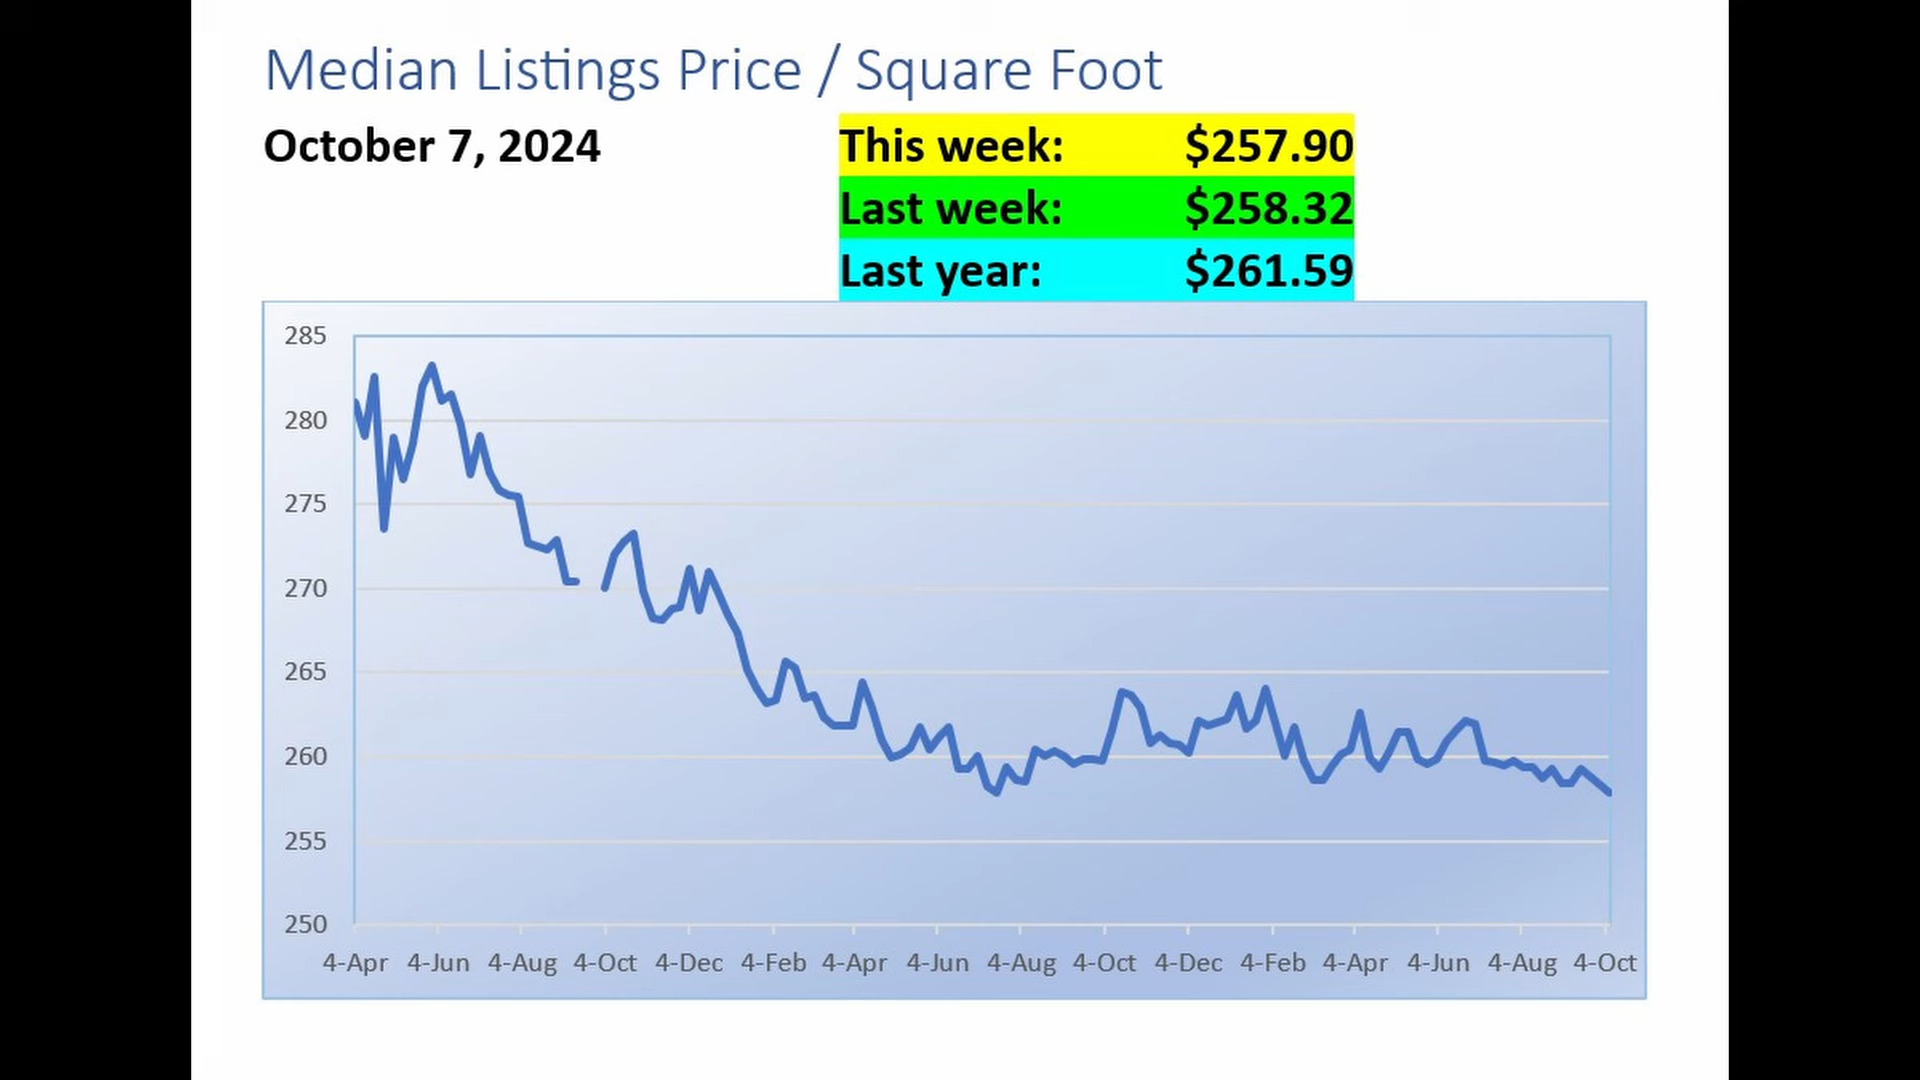 Median Listings Price / Square Foot
October 7, 2024
This week: $257.90
Last week: $258.32
Last year: $261.59
285
280
275
270
265
260
255
250
4-Apr 4-Jun 4-Aug 4-Oct 4-Dec 4-Feb 4-Apr 4-Jun 4-Aug 4-Oct 4-Dec 4-Feb 4-Apr 4-Jun 4-Aug 4-Oct